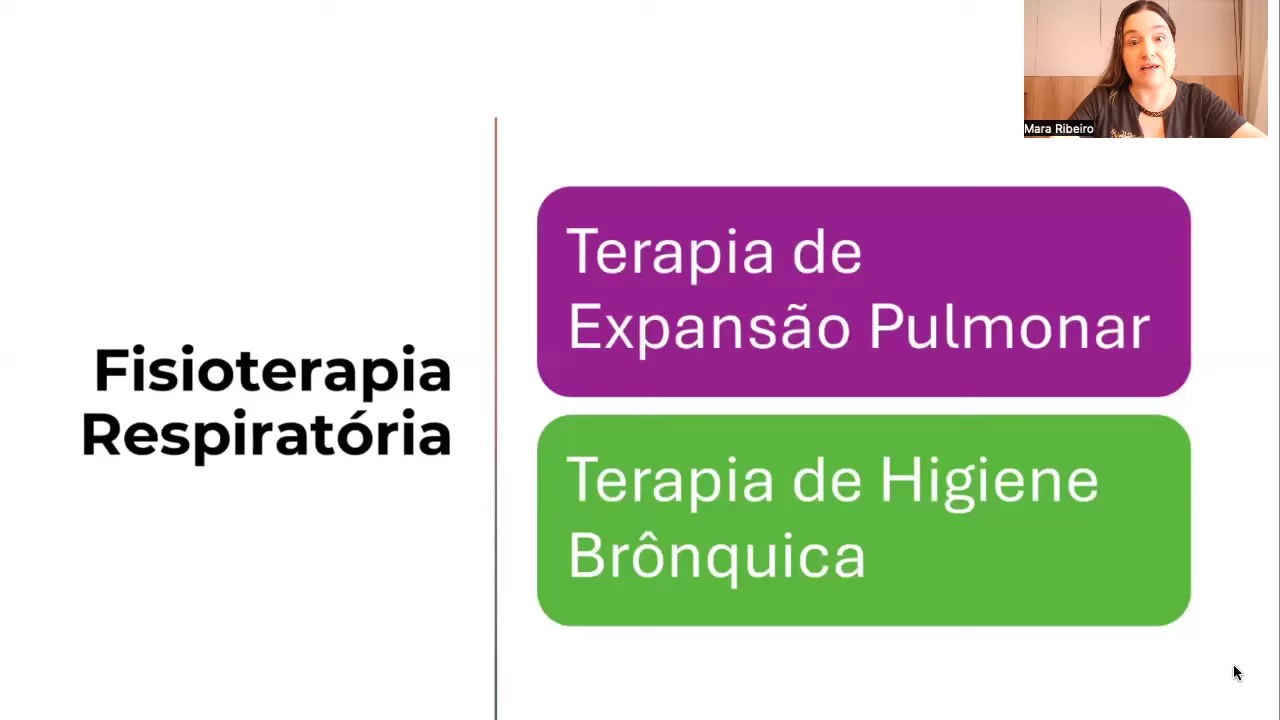 Mara Ribeiro
Fisioterapia
Respiratória
Terapia de
Expansão Pulmonar
Terapia de Higiene
Brônquica